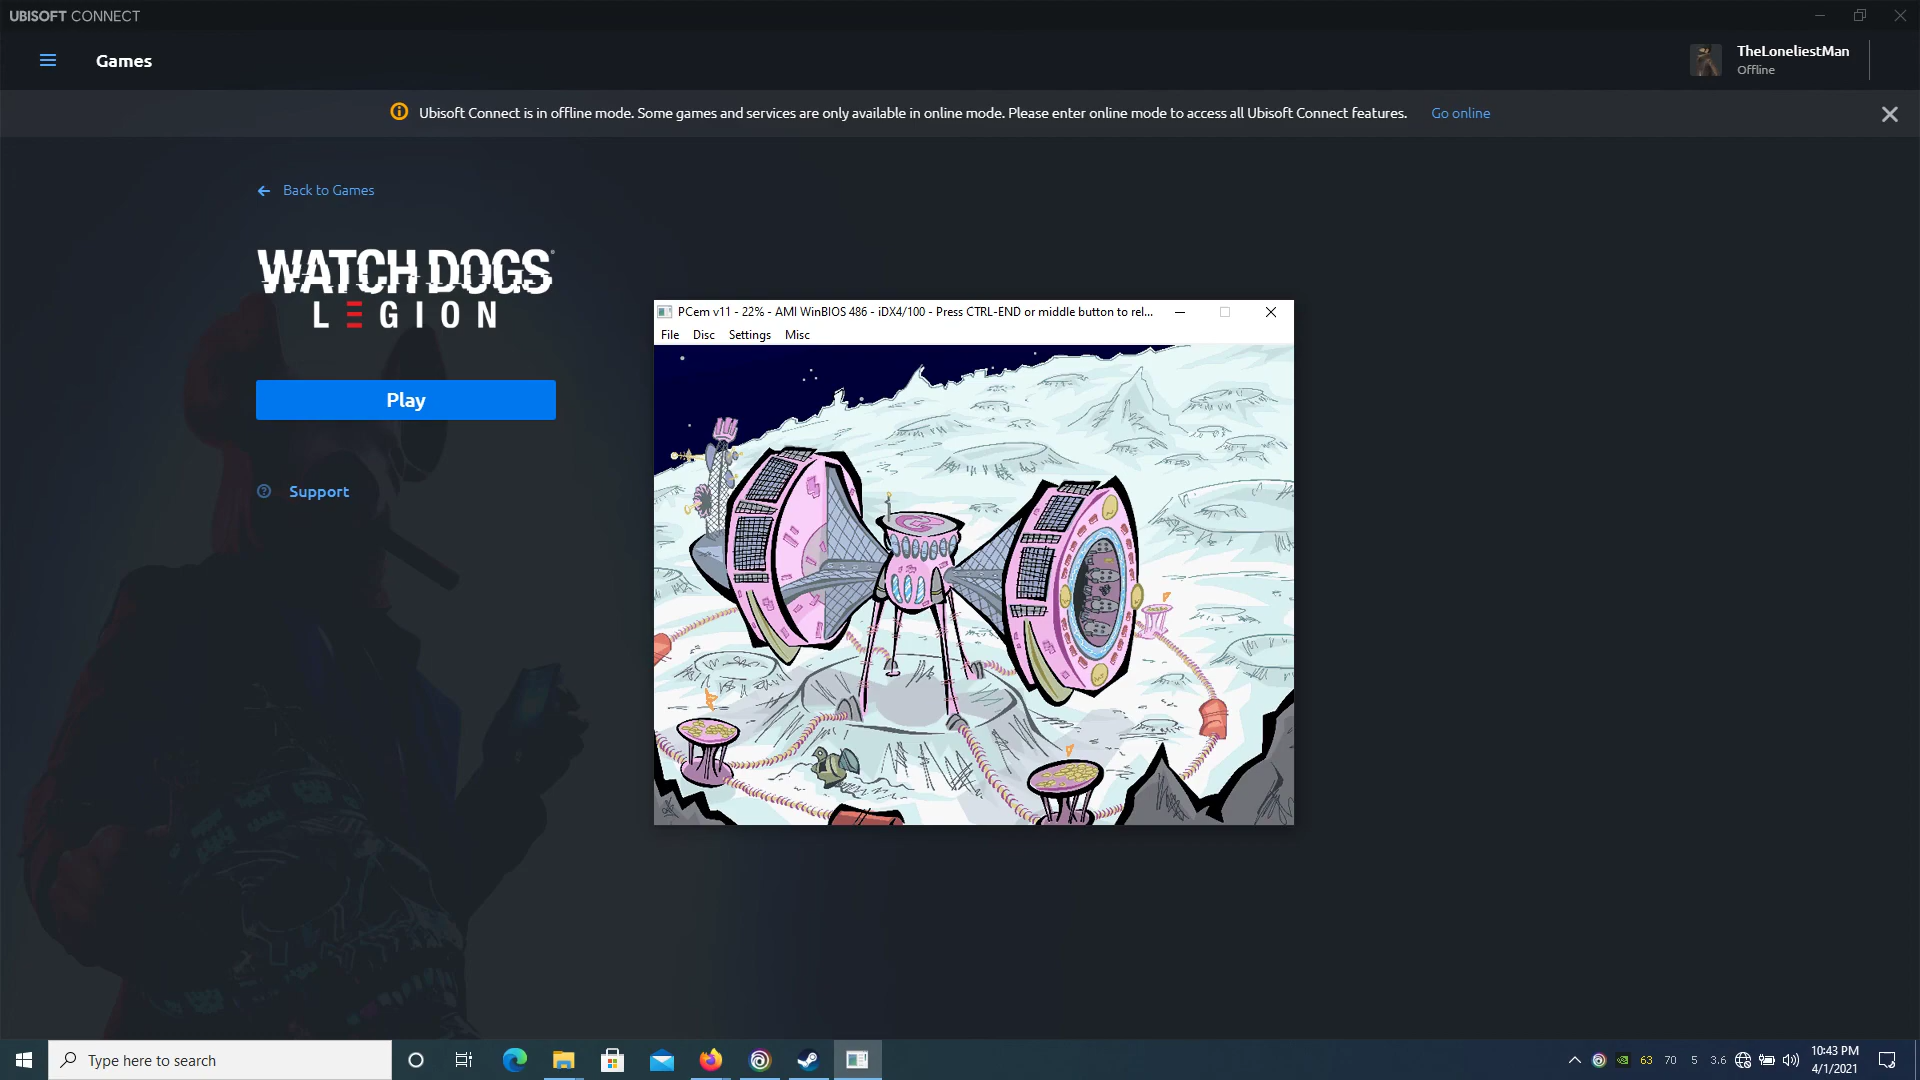 UBISOFT CONNECT
Games
TheLoneliestMan
Offline
Ubisoft Connect is in offline mode. Some games and services are only available in online mode. Please enter online mode to access all Ubisoft Connect features. Go online
Back to Games
WATCH DOGS
LEGION
Play
Support
PCem v11 - 22% - AMI WinBIOS 486 - iDX4/100 - Press CTRL-END or middle button to rel...
File Disc Settings Misc
Type here to search
63 70 5 3.6
10:43 PM
4/1/2021